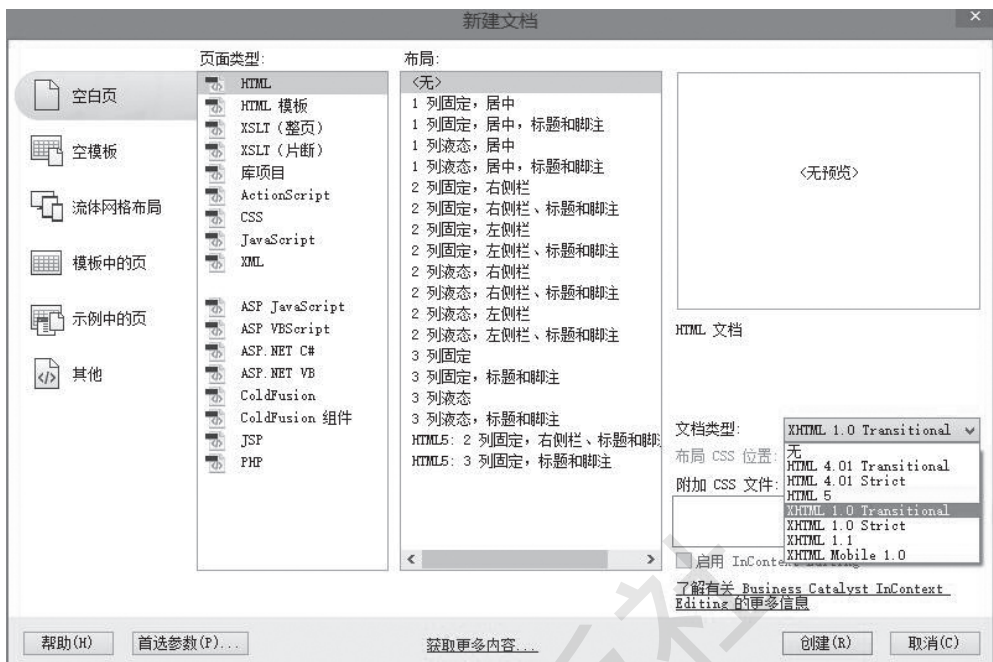 新建文档
×
空白页
空模板
流体网格布局
模板中的页
示例中的页
其他
页面类型:
HTML
HTML 模板
XSLT（整页）
XSLT（片断）
库项目
ActionScript
CSS
JavaScript
XML
ASP JavaScript
ASP VBScript
ASP.NET C#
ASP.NET VB
ColdFusion
ColdFusion 组件
JSP
PHP
布局:
<无>
1 列固定，居中
1 列固定，居中，标题和脚注
1 列液态，居中
1 列液态，居中，标题和脚注
2 列固定，右侧栏
2 列固定，右侧栏、标题和脚注
2 列固定，左侧栏
2 列固定，左侧栏、标题和脚注
2 列液态，右侧栏
2 列液态，右侧栏、标题和脚注
2 列液态，左侧栏
2 列液态，左侧栏、标题和脚注
3 列固定
3 列固定，标题和脚注
3 列液态
3 列液态，标题和脚注
HTML5: 2 列固定，右侧栏、标题和脚
HTML5: 3 列固定，标题和脚注
<无预览>
HTML 文档
文档类型:
XHTML 1.0 Transitional
无
HTML 4.01 Transitional
HTML 4.01 Strict
HTML 5
XHTML 1.0 Transitional
XHTML 1.0 Strict
XHTML 1.1
XHTML Mobile 1.0
布局 CSS 位置:
附加 CSS 文件:
启用 InContext
了解有关 Business Catalyst InContext
Editing 的更多信息
帮助(H)
首选参数(P)...
获取更多内容...
创建(R)
取消(C)